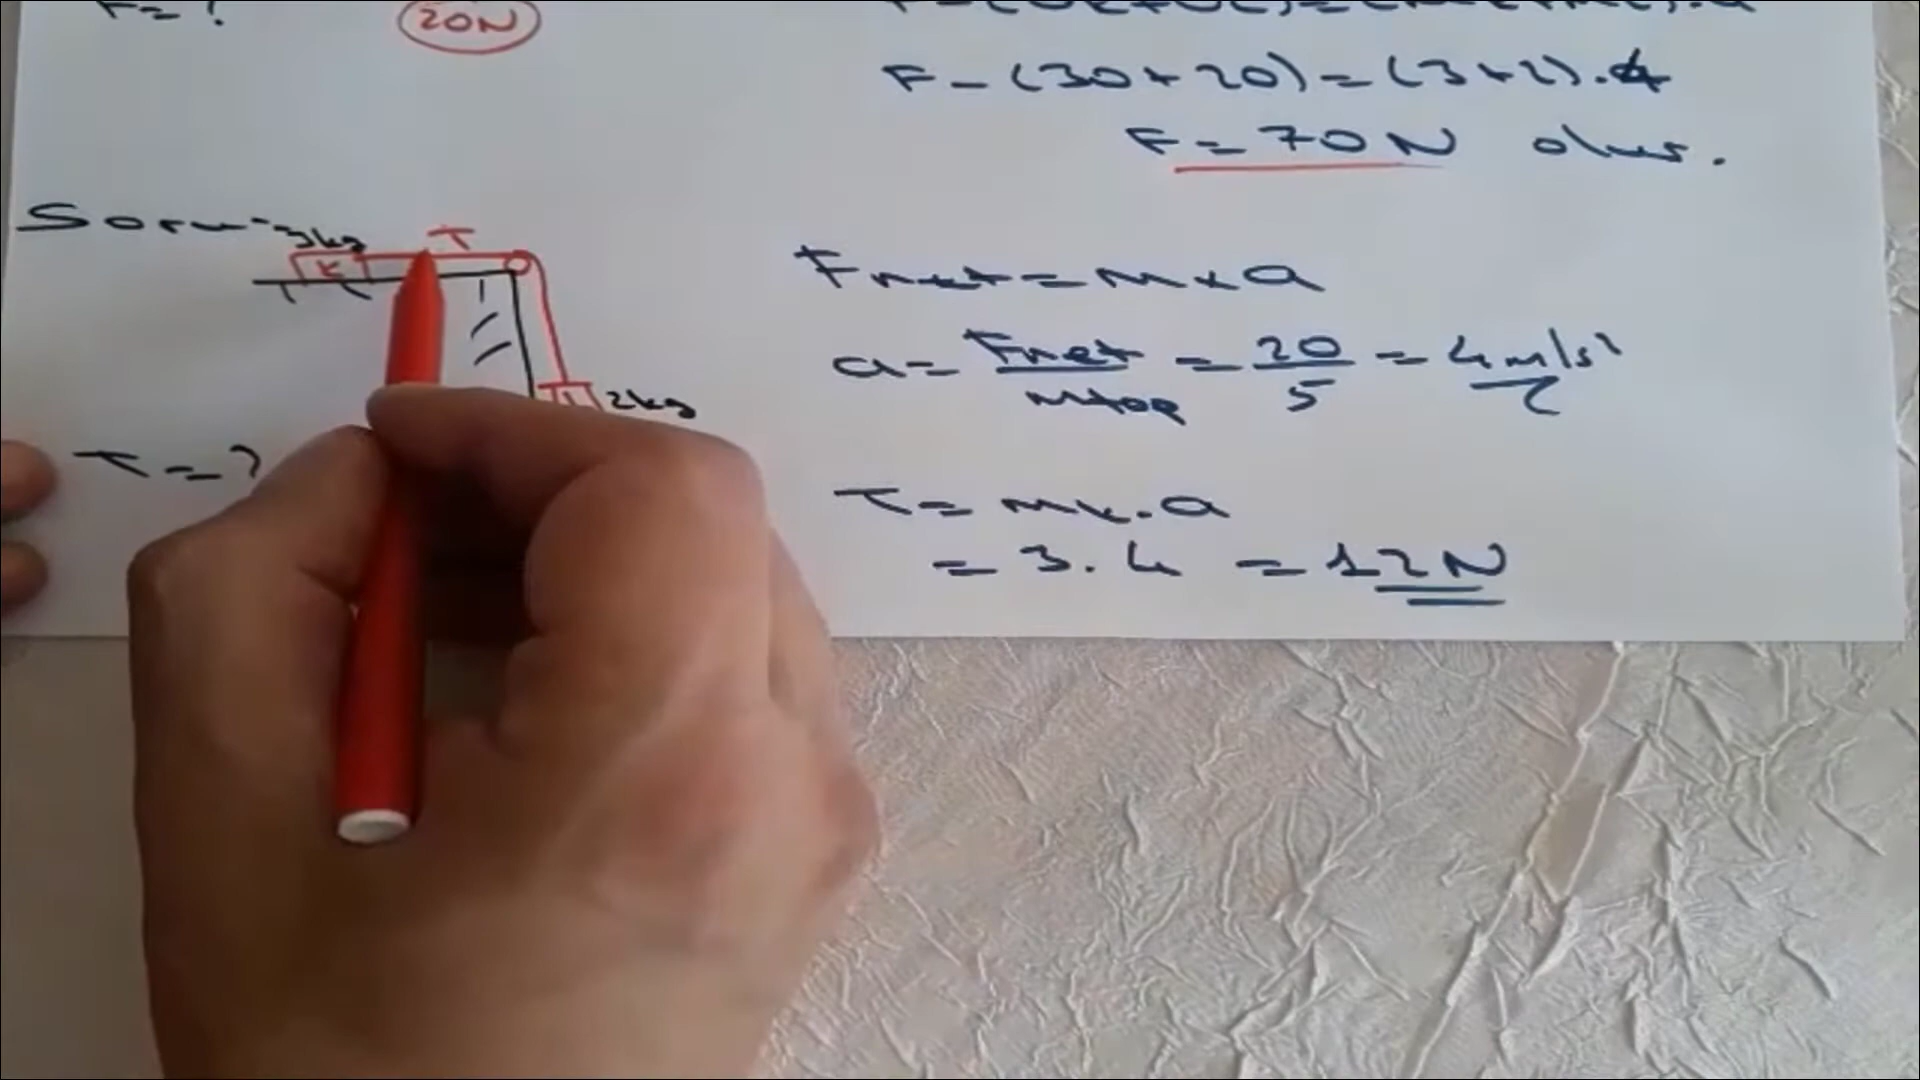 F=?
20N
F-(30+20)=(3+2).4
F=70N olur.
Soru:
3kg
T
K
2kg
T=?
Fnet=mxa
a=Fnet/mtop=20/5=4m/s²
T=mk.a
=3.4=12N